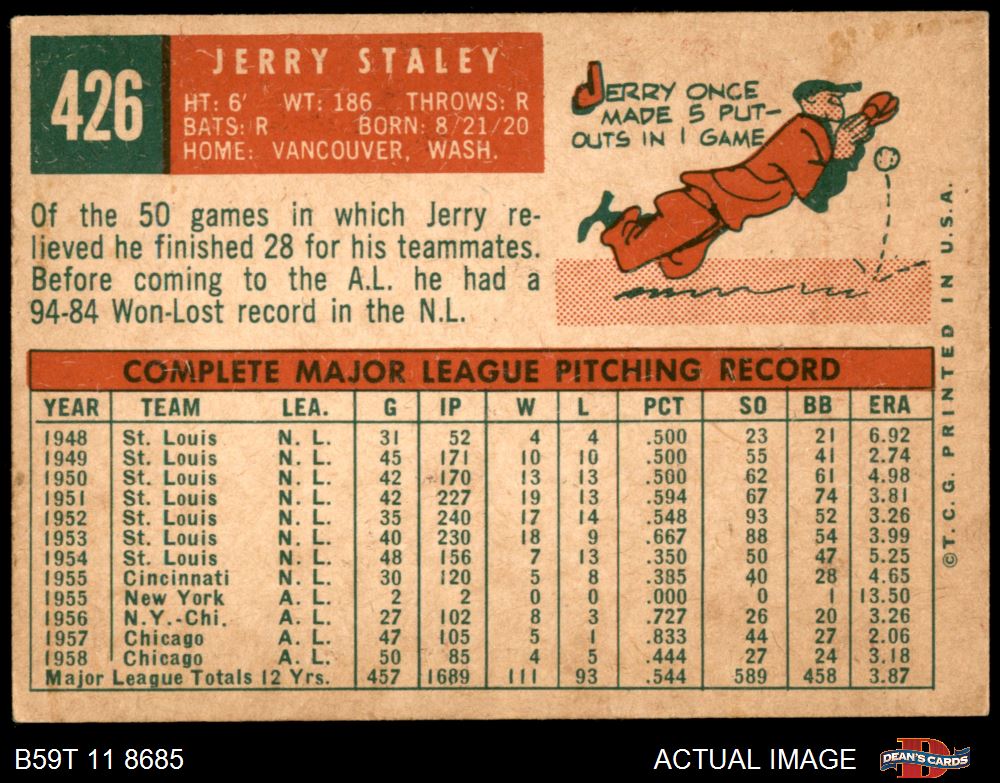 426
JERRY STALEY
HT: 6' WT: 186 THROWS: R
BATS: R BORN: 8/21/20
HOME: VANCOUVER, WASH.
JERRY ONCE
MADE 5 PUT-
OUTS IN 1 GAME
Of the 50 games in which Jerry re-
lieved he finished 28 for his teammates.
Before coming to the A.L. he had a
94-84 Won-Lost record in the N.L.
COMPLETE MAJOR LEAGUE PITCHING RECORD
YEAR TEAM LEA. G IP W L PCT SO BB ERA
1948 St. Louis N. L. 31 52 4 4 .500 23 21 6.92
1949 St. Louis N. L. 45 171 10 10 .500 55 41 2.74
1950 St. Louis N. L. 42 170 13 13 .500 62 61 4.98
1951 St. Louis N. L. 42 227 19 13 .594 67 74 3.81
1952 St. Louis N. L. 35 240 17 14 .548 93 52 3.26
1953 St. Louis N. L. 40 230 18 9 .667 88 54 3.99
1954 St. Louis N. L. 48 156 7 13 .350 50 47 5.25
1955 Cincinnati N. L. 30 120 5 8 .385 40 28 4.65
1955 New York A. L. 2 2 0 0 .000 0 1 13.50
1956 N.Y.-Chi. A. L. 27 102 8 3 .727 26 20 3.26
1957 Chicago A. L. 47 105 5 1 .833 44 27 2.06
1958 Chicago A. L. 50 85 4 5 .444 27 24 3.18
Major League Totals 12 Yrs. 457 1689 111 93 .544 589 458 3.87
© T. C. G. PRINTED IN U.S.A.
B59T 11 8685
ACTUAL IMAGE
D
DEAN'S CARDS